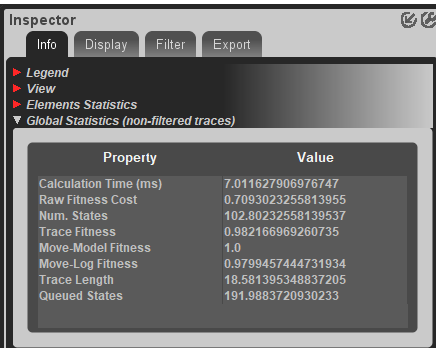 Inspector
Info Display Filter Export
Legend
View
Elements Statistics
Global Statistics (non-filtered traces)
Property Value
Calculation Time (ms) 7.011627906976747
Raw Fitness Cost 0.7093023255813955
Num. States 102.80232558139537
Trace Fitness 0.982166969260735
Move-Model Fitness 1.0
Move-Log Fitness 0.9799457444731934
Trace Length 18.581395348837205
Queued States 191.9883720930233